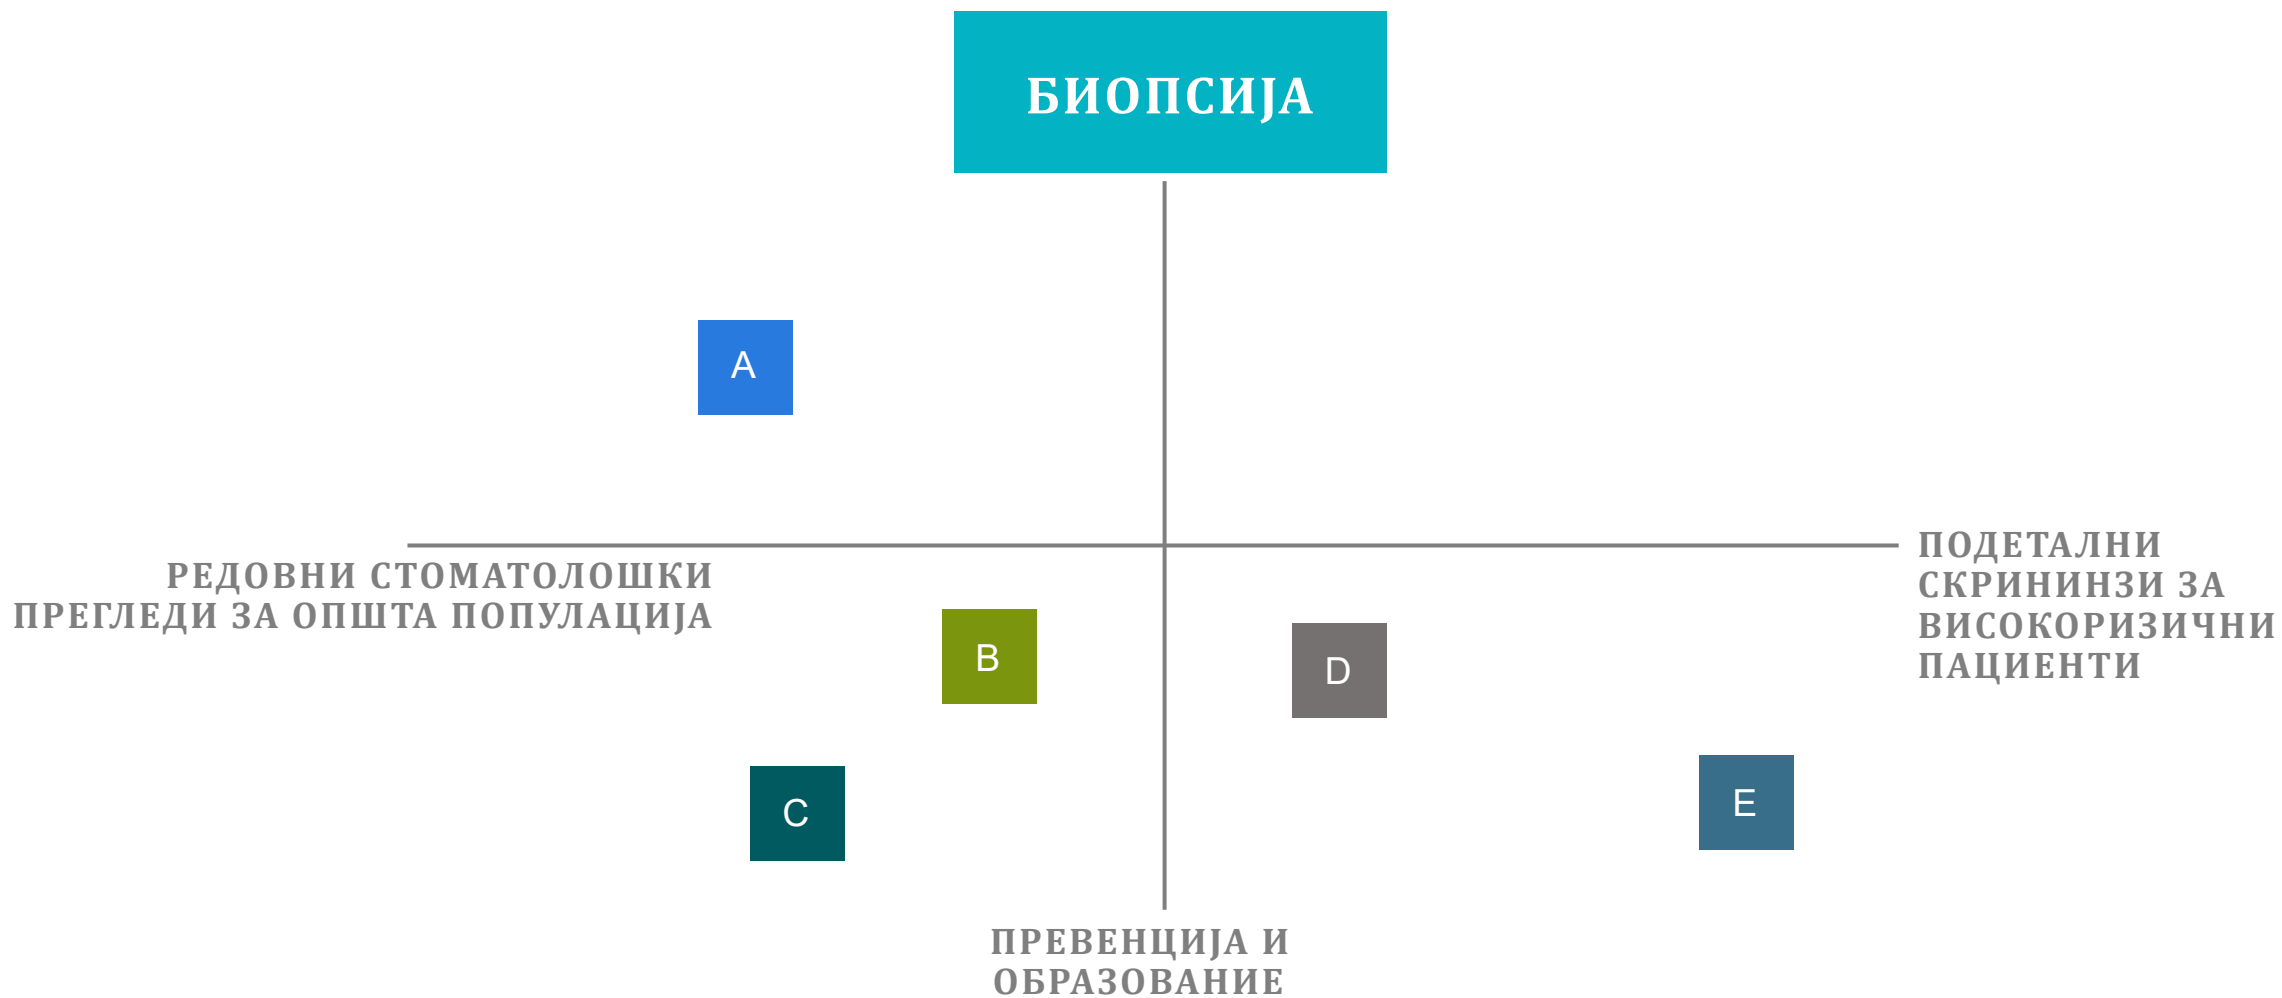 БИОПСИЈА
A
РЕДОВНИ СТОМАТОЛОШКИ
ПРЕГЛЕДИ ЗА ОПШТА ПОПУЛАЦИЈА
ПОДЕТАЛНИ
СКРИНИНЗИ ЗА
ВИСОКОРИЗИЧНИ
ПАЦИЕНТИ
B
D
C
E
ПРЕВЕНЦИЈА И
ОБРАЗОВАНИЕ